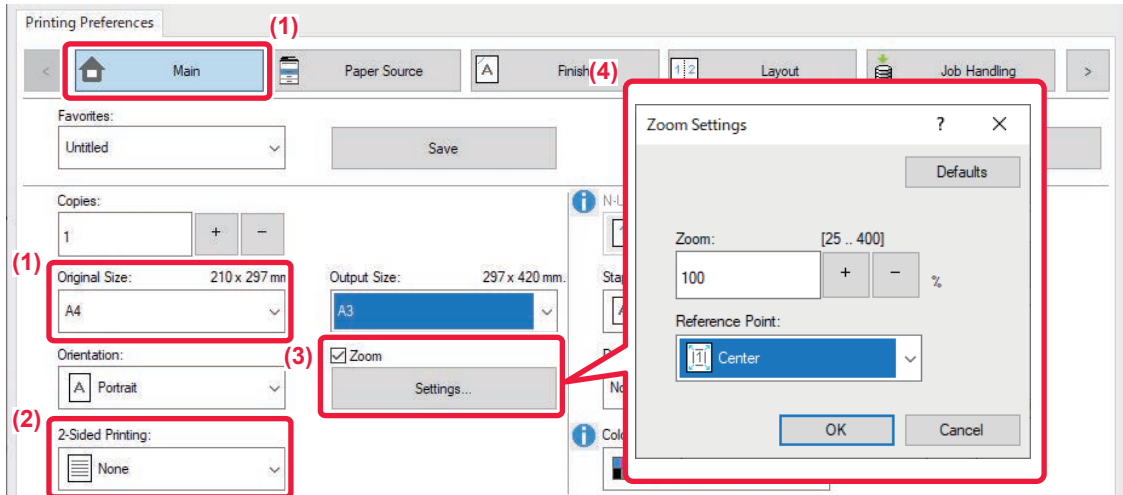 Printing Preferences
(1)
< Main Paper Source Finish (4) Layout Job Handling >
Favorites:
Untitled Save
Copies:
1 + −
(1)
Original Size: 210 x 297 mm
A4
Output Size: 297 x 420 mm.
A3
Orientation:
Portrait
(3)
Zoom
Settings...
(2)
2-Sided Printing:
None
Zoom Settings ? ×
Defaults
Zoom: [25 .. 400]
100 + − %
Reference Point:
Center
OK Cancel